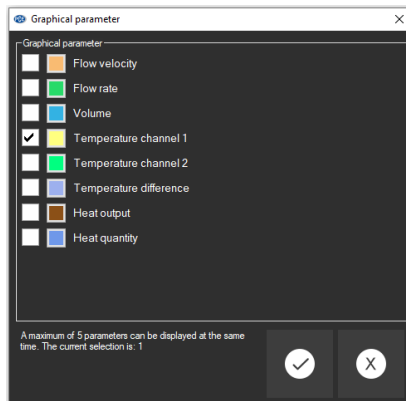 Graphical parameter
Graphical parameter
Flow velocity
Flow rate
Volume
Temperature channel 1
Temperature channel 2
Temperature difference
Heat output
Heat quantity
A maximum of 5 parameters can be displayed at the same
time. The current selection is: 1
X